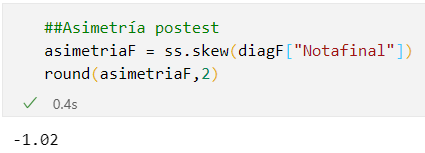 ##Asimetría postest
asimetriaF = ss.skew(diagF["Notafinal"])
round(asimetriaF,2)
0.4s
-1.02